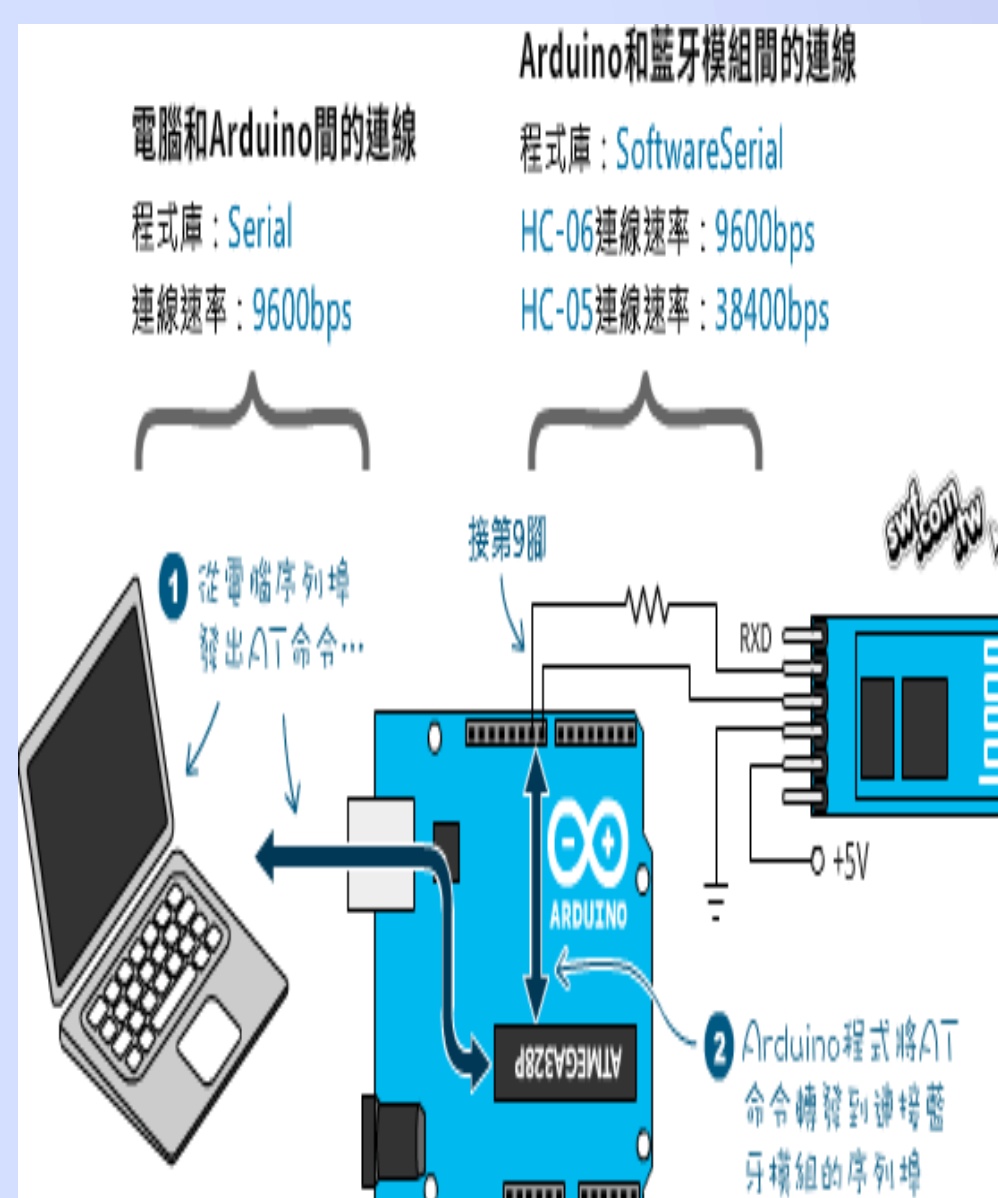 Arduino和藍牙模組間的連線
電腦和Arduino間的連線
程式庫：SoftwareSerial
程式庫：Serial
HC-06連線速率：9600bps
連線速率：9600bps
HC-05連線速率：38400bps
swf.com.tw
接第9腳
1 從電腦序列埠
發出AT命令…
RXD
+5V
ARDUINO
ATMEGA328P
2 Arduino程式將AT
命令轉發到連接藍
牙模組的序列埠